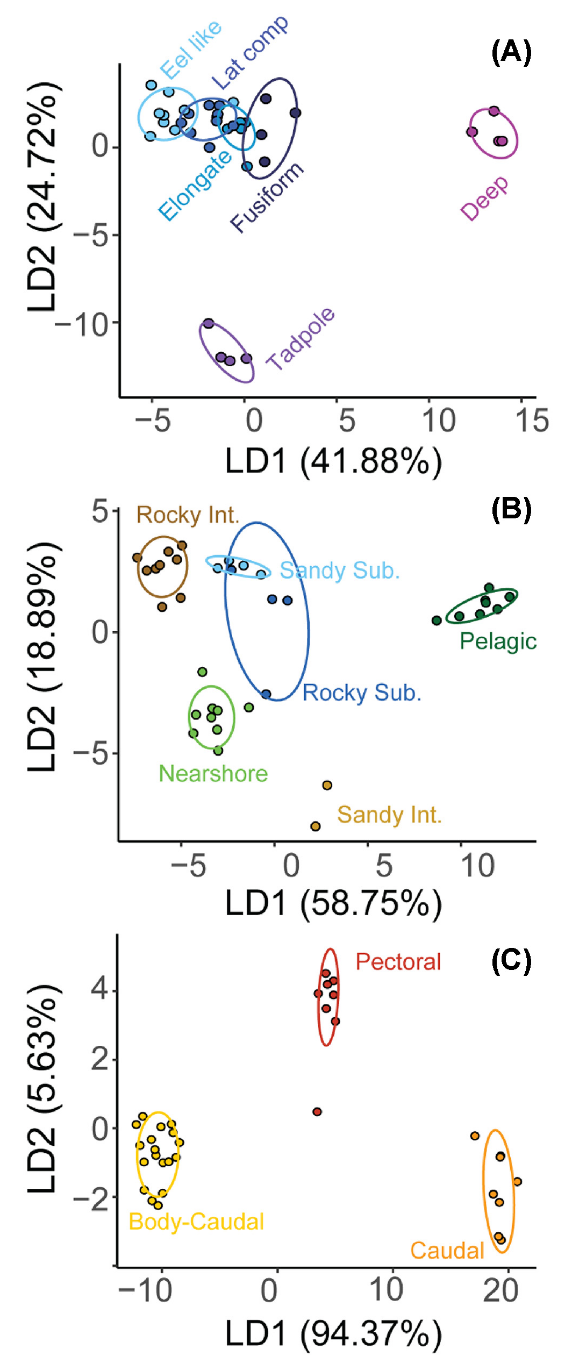 (A)
Eel like
Lat comp
Elongate
Fusiform
Deep
Tadpole
LD2 (24.72%)
0
−5
−10
−5
0
5
10
15
LD1 (41.88%)
(B)
Rocky Int.
Sandy Sub.
Pelagic
Rocky Sub.
Nearshore
Sandy Int.
LD2 (18.89%)
5
0
−5
−5
0
5
10
LD1 (58.75%)
(C)
Pectoral
Body-Caudal
Caudal
LD2 (5.63%)
4
2
0
−2
−10
0
10
20
LD1 (94.37%)